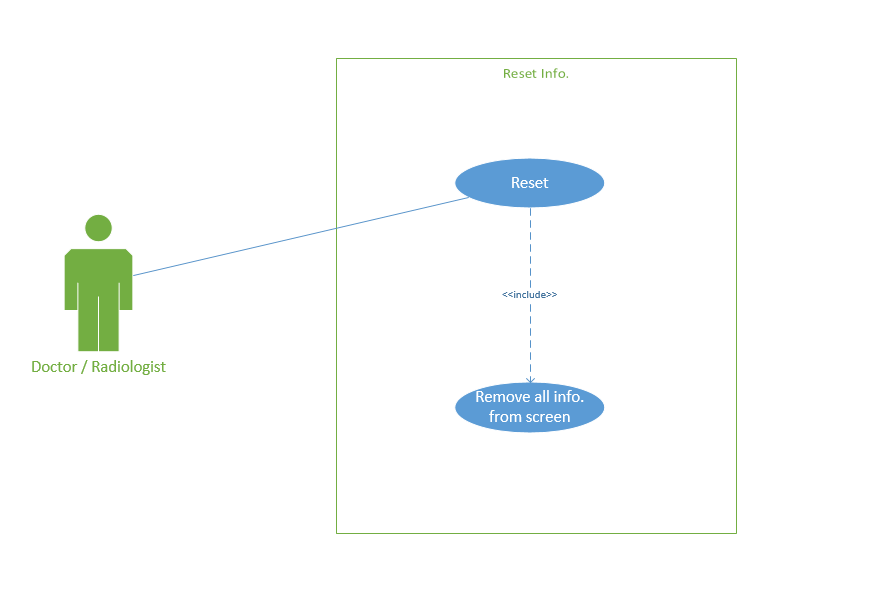 Reset Info.
Reset
<<include>>
Doctor / Radiologist
Remove all info.
from screen